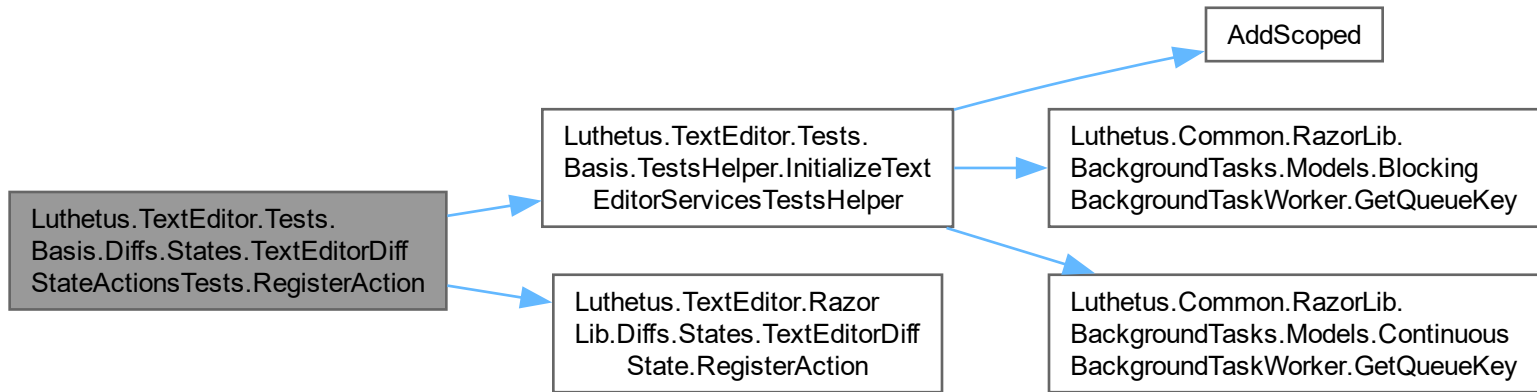 Luthetus.TextEditor.Tests.
Basis.Diffs.States.TextEditorDiff
StateActionsTests.RegisterAction
Luthetus.TextEditor.Tests.
Basis.TestsHelper.InitializeText
EditorServicesTestsHelper
Luthetus.TextEditor.Razor
Lib.Diffs.States.TextEditorDiff
State.RegisterAction
AddScoped
Luthetus.Common.RazorLib.
BackgroundTasks.Models.Blocking
BackgroundTaskWorker.GetQueueKey
Luthetus.Common.RazorLib.
BackgroundTasks.Models.Continuous
BackgroundTaskWorker.GetQueueKey